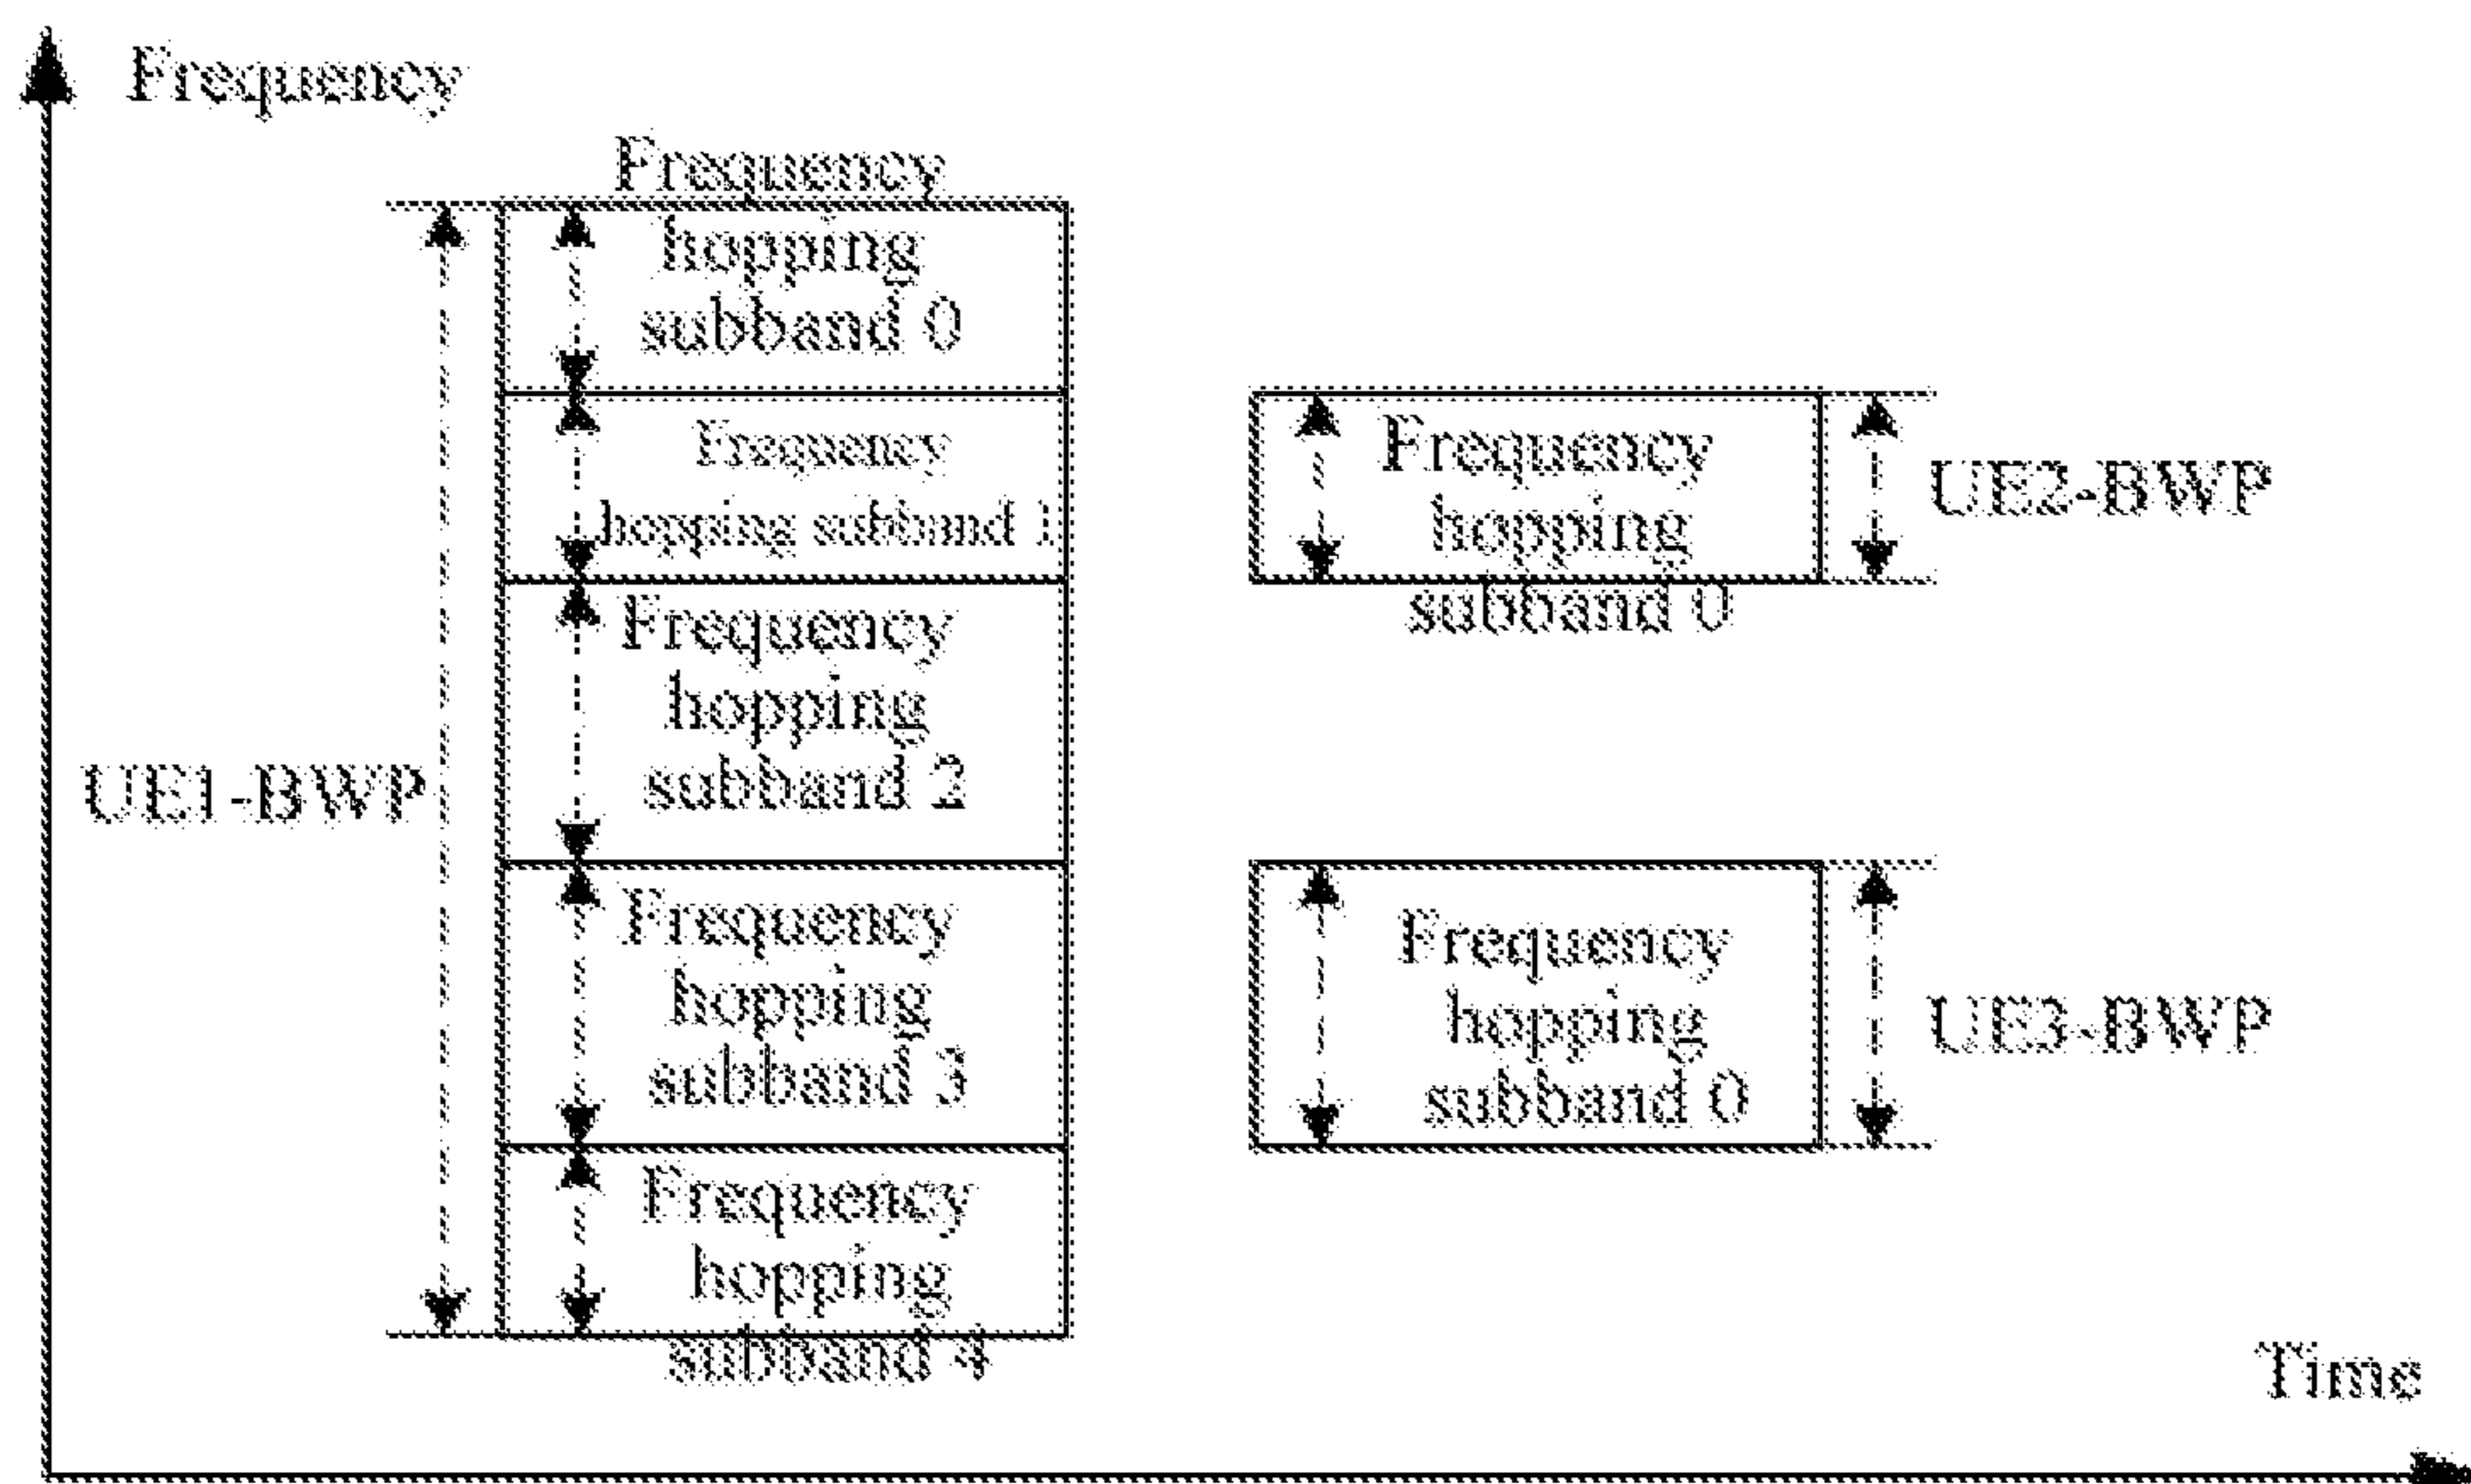 Frequency
Frequency
hopping
subband 0
Frequency
hopping subband 1
Frequency
hopping
subband 2
Frequency
hopping
subband 3
Frequency
hopping
subband 4
UE1-BWP
Frequency
hopping
subband 0
UE2-BWP
Frequency
hopping
subband 0
UE3-BWP
Time